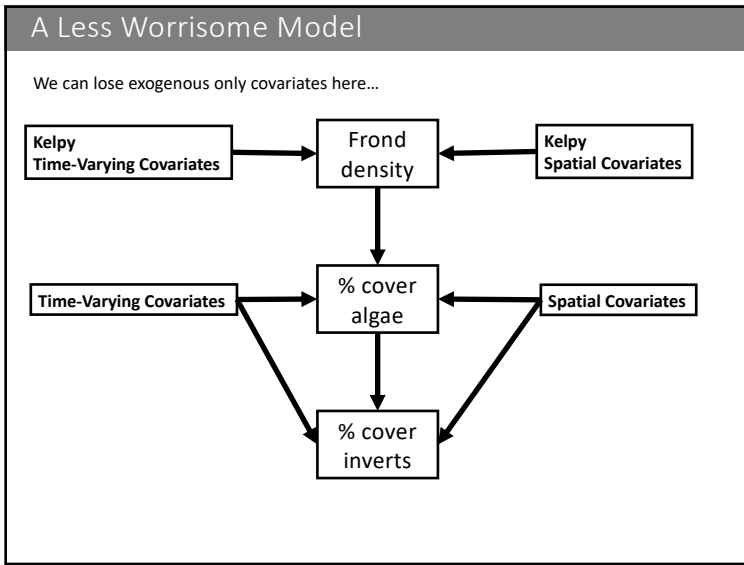 A Less Worrisome Model
We can lose exogenous only covariates here…
Kelpy
Time-Varying Covariates
Frond
density
Kelpy
Spatial Covariates
Time-Varying Covariates
% cover
algae
Spatial Covariates
% cover
inverts